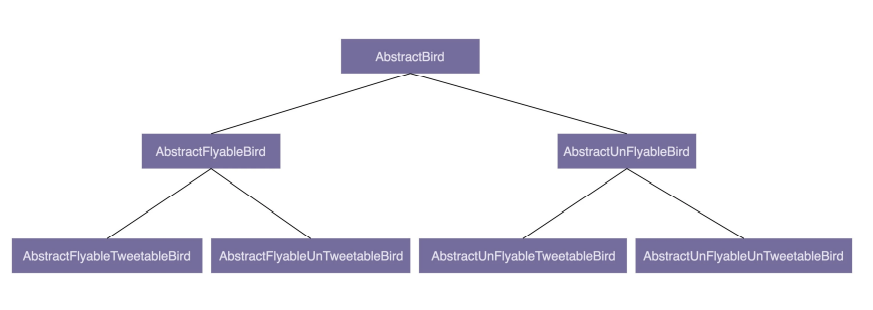 AbstractBird
AbstractFlyableBird
AbstractUnFlyableBird
AbstractFlyableTweetableBird
AbstractFlyableUnTweetableBird
AbstractUnFlyableTweetableBird
AbstractUnFlyableUnTweetableBird